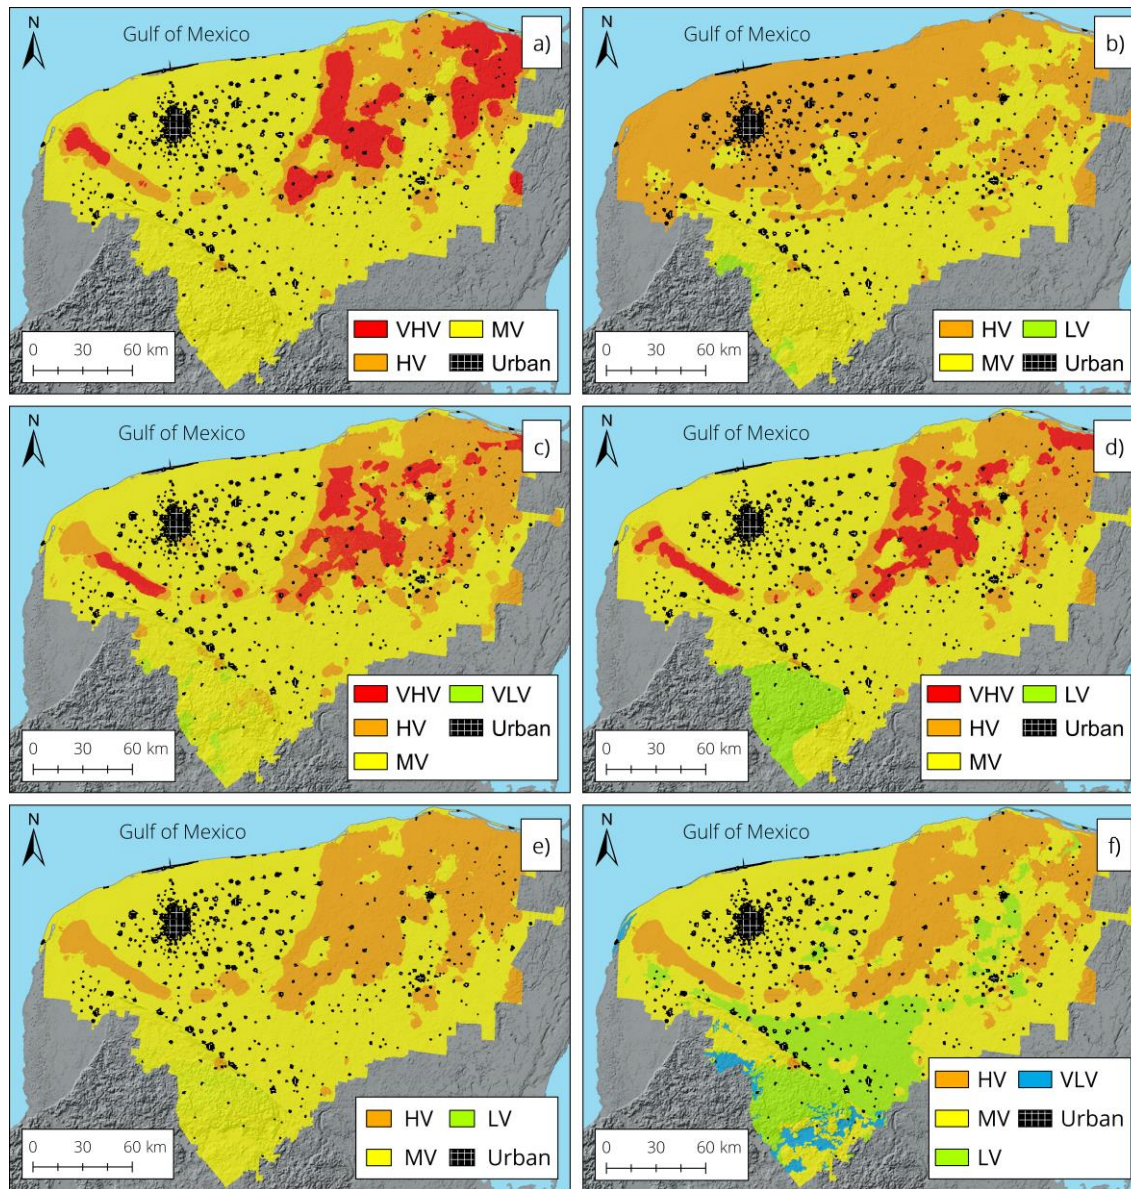 N
Gulf of Mexico
a)
VHV MV
HV Urban
0 30 60 km
N
Gulf of Mexico
b)
HV LV
MV Urban
0 30 60 km
N
Gulf of Mexico
c)
VHV VLV
HV Urban
MV
0 30 60 km
N
Gulf of Mexico
d)
VHV LV
HV Urban
MV
0 30 60 km
N
Gulf of Mexico
e)
HV LV
MV Urban
0 30 60 km
N
Gulf of Mexico
f)
HV VLV
MV Urban
LV
0 30 60 km